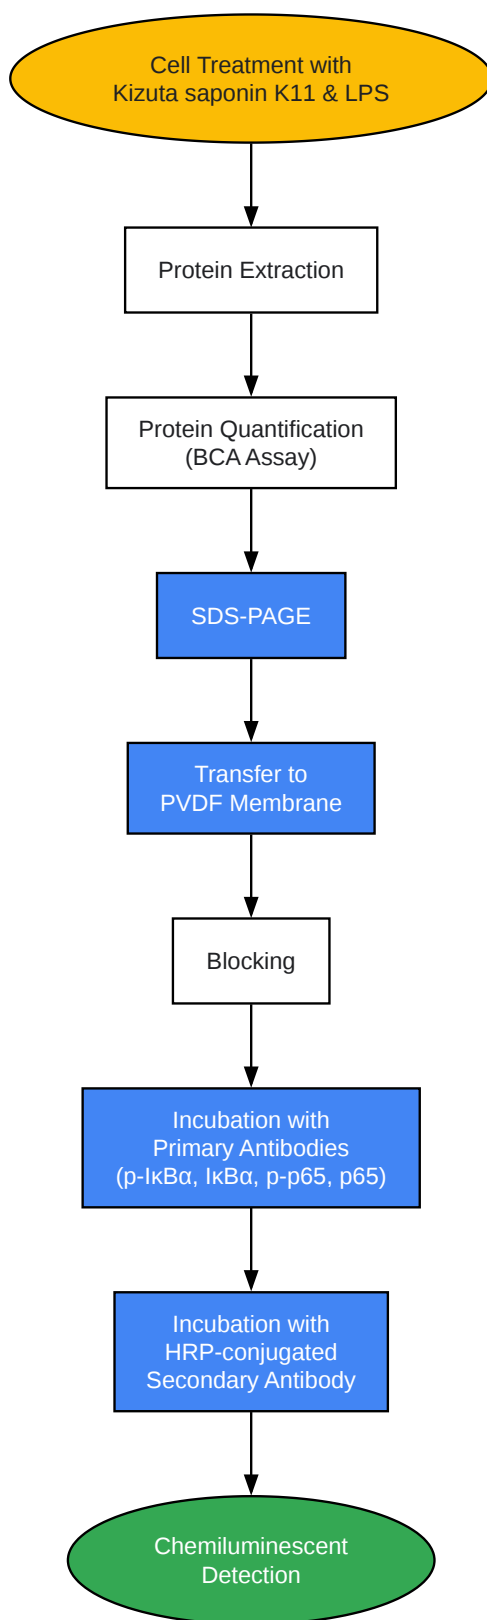 Cell Treatment with
Kizuta saponin K11 & LPS
Protein Extraction
Protein Quantification
(BCA Assay)
SDS-PAGE
Transfer to
PVDF Membrane
Blocking
Incubation with
Primary Antibodies
(p-IκBα, IκBα, p-p65, p65)
Incubation with
HRP-conjugated
Secondary Antibody
Chemiluminescent
Detection